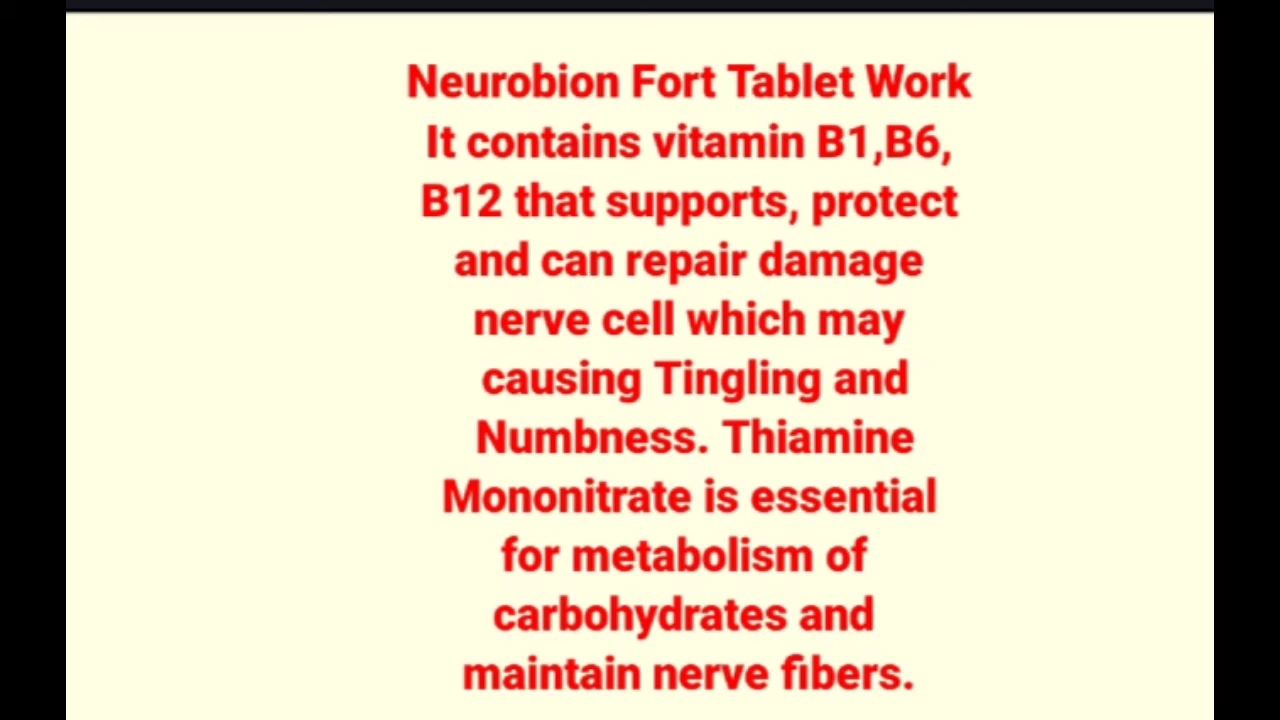 Neurobion Fort Tablet Work
It contains vitamin B1,B6,
B12 that supports, protect
and can repair damage
nerve cell which may
causing Tingling and
Numbness. Thiamine
Mononitrate is essential
for metabolism of
carbohydrates and
maintain nerve fibers.